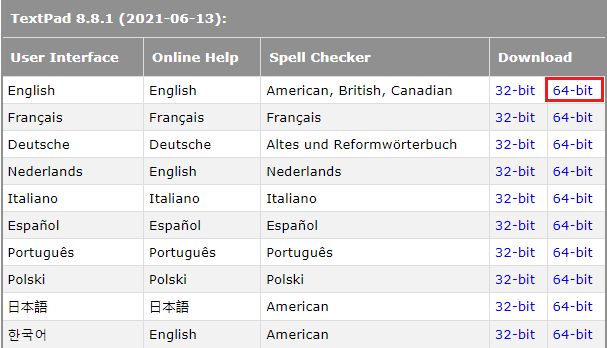 TextPad 8.8.1 (2021-06-13):
User Interface Online Help Spell Checker Download
English English American, British, Canadian 32-bit 64-bit
Français Français Français 32-bit 64-bit
Deutsche Deutsche Altes und Reformwörterbuch 32-bit 64-bit
Nederlands English Nederlands 32-bit 64-bit
Italiano Italiano Italiano 32-bit 64-bit
Español Español Español 32-bit 64-bit
Português Português Português 32-bit 64-bit
Polski Polski Polski 32-bit 64-bit
日本語 日本語 American 32-bit 64-bit
한국어 English American 32-bit 64-bit